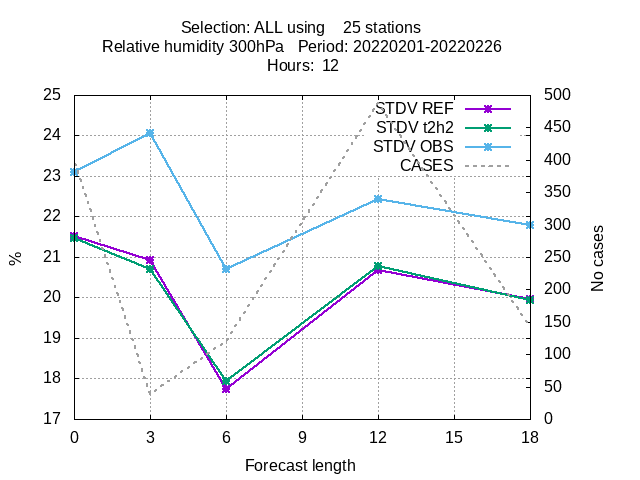 Selection: ALL using    25 stations
Relative humidity 300hPa   Period: 20220201-20220226
Hours:  12
STDV REF
STDV t2h2
STDV OBS
CASES
%
25
24
23
22
21
20
19
18
17
500
450
400
350
300
250
200
150
100
50
0
No cases
0 3 6 9 12 15 18
Forecast length